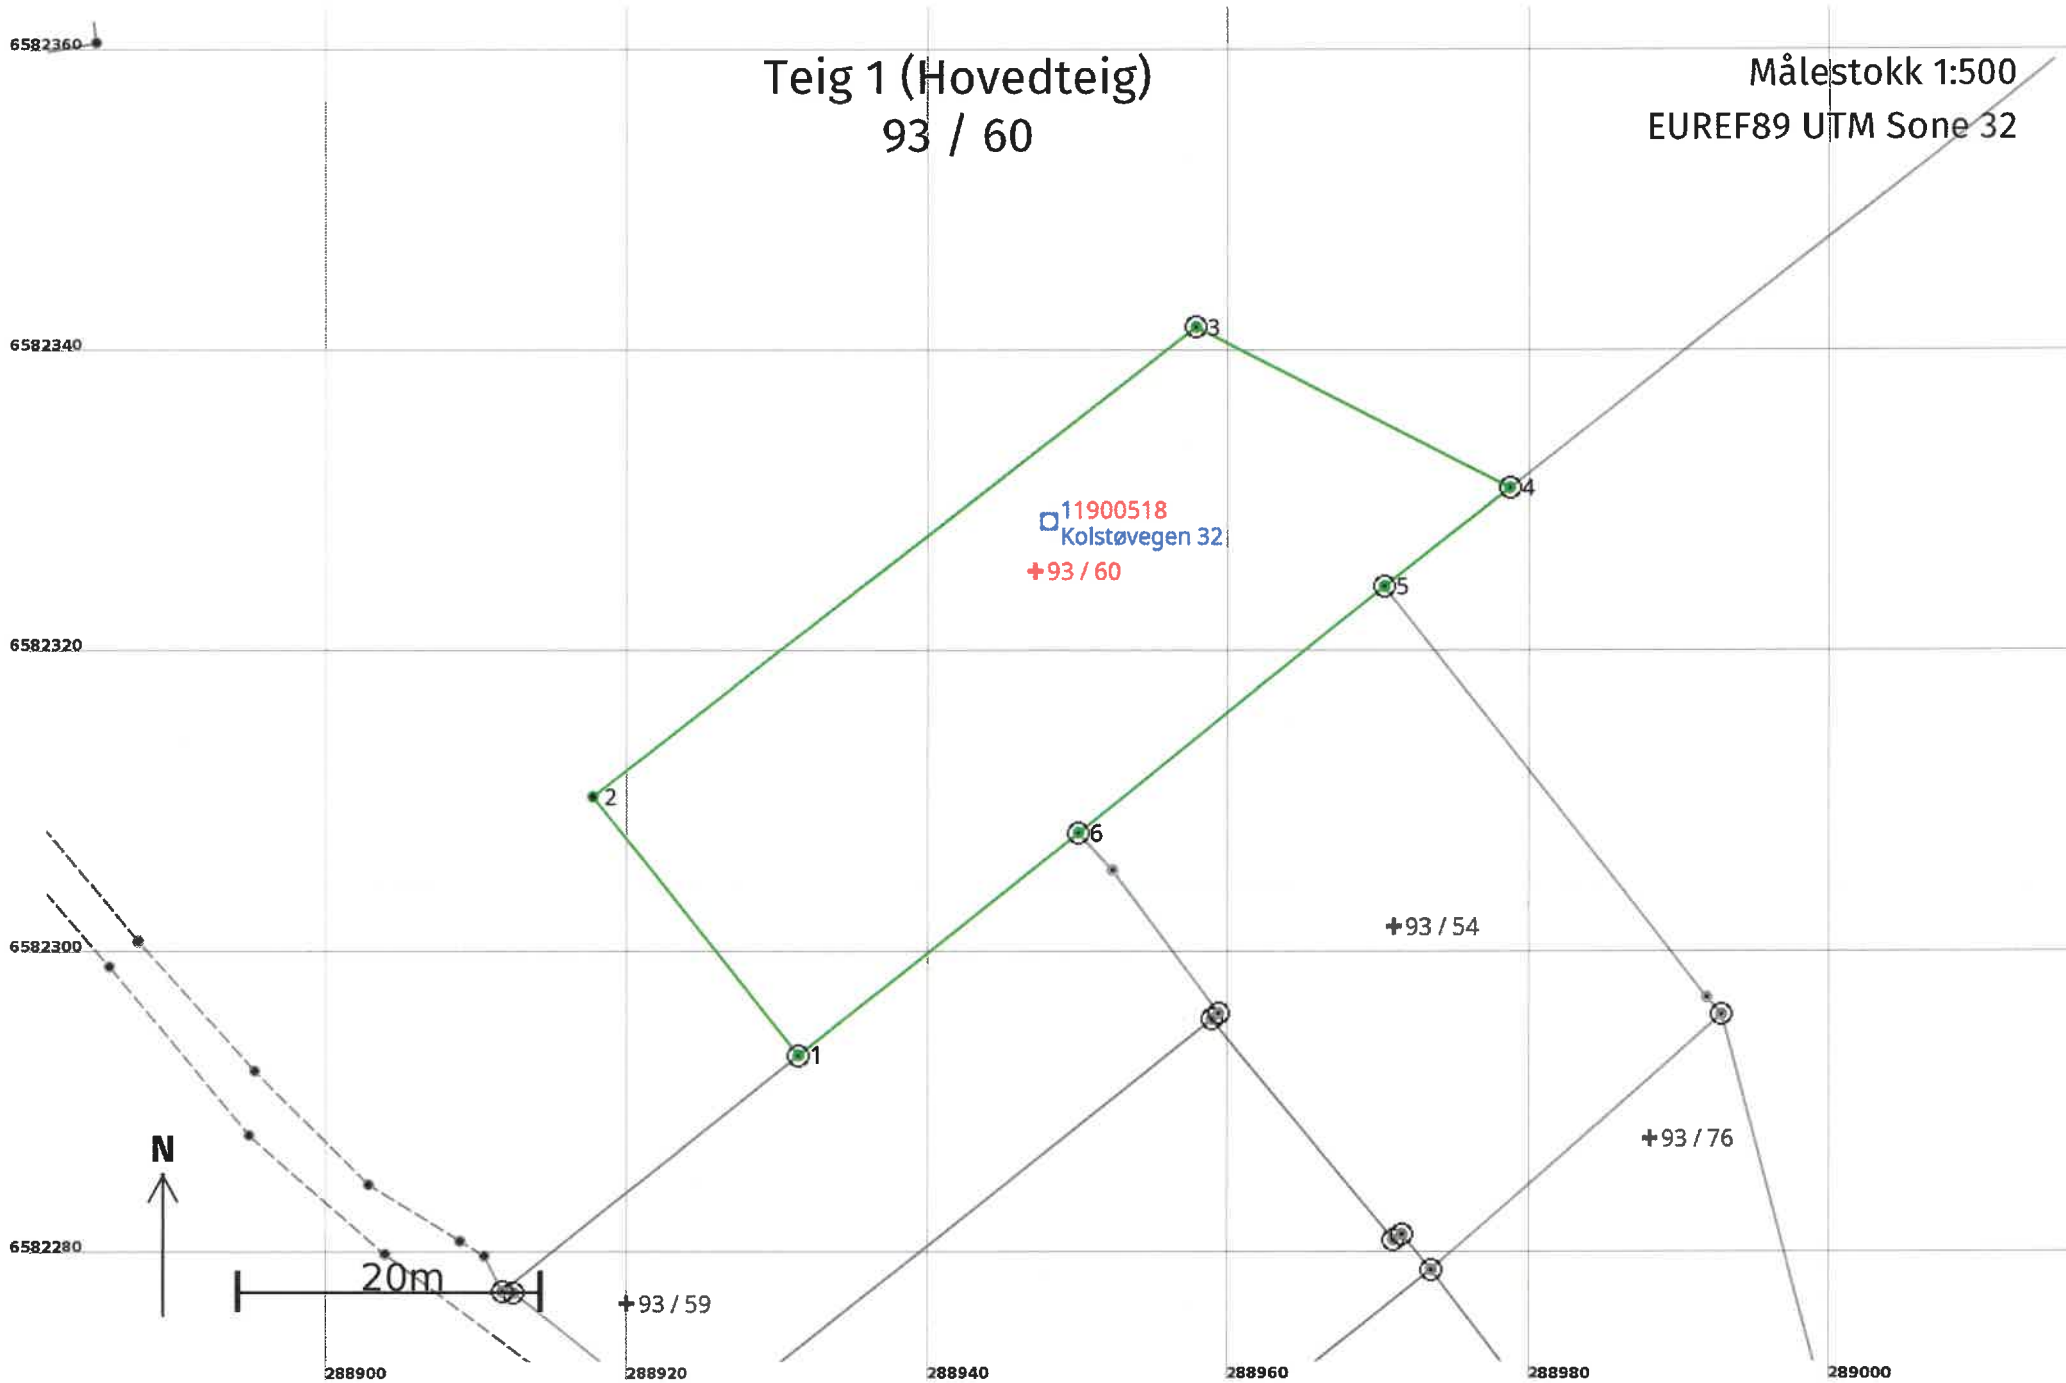 6582360
Teig 1 (Hovedteig)
93 / 60
Målestokk 1:500
EUREF89 UTM Sone 32
6582340
3
4
11900518
Kolstøvegen 32
93 / 60
5
6582320
2
6
93 / 54
6582300
1
N
93 / 76
6582280
20m
93 / 59
288900
288920
288940
288960
288980
289000